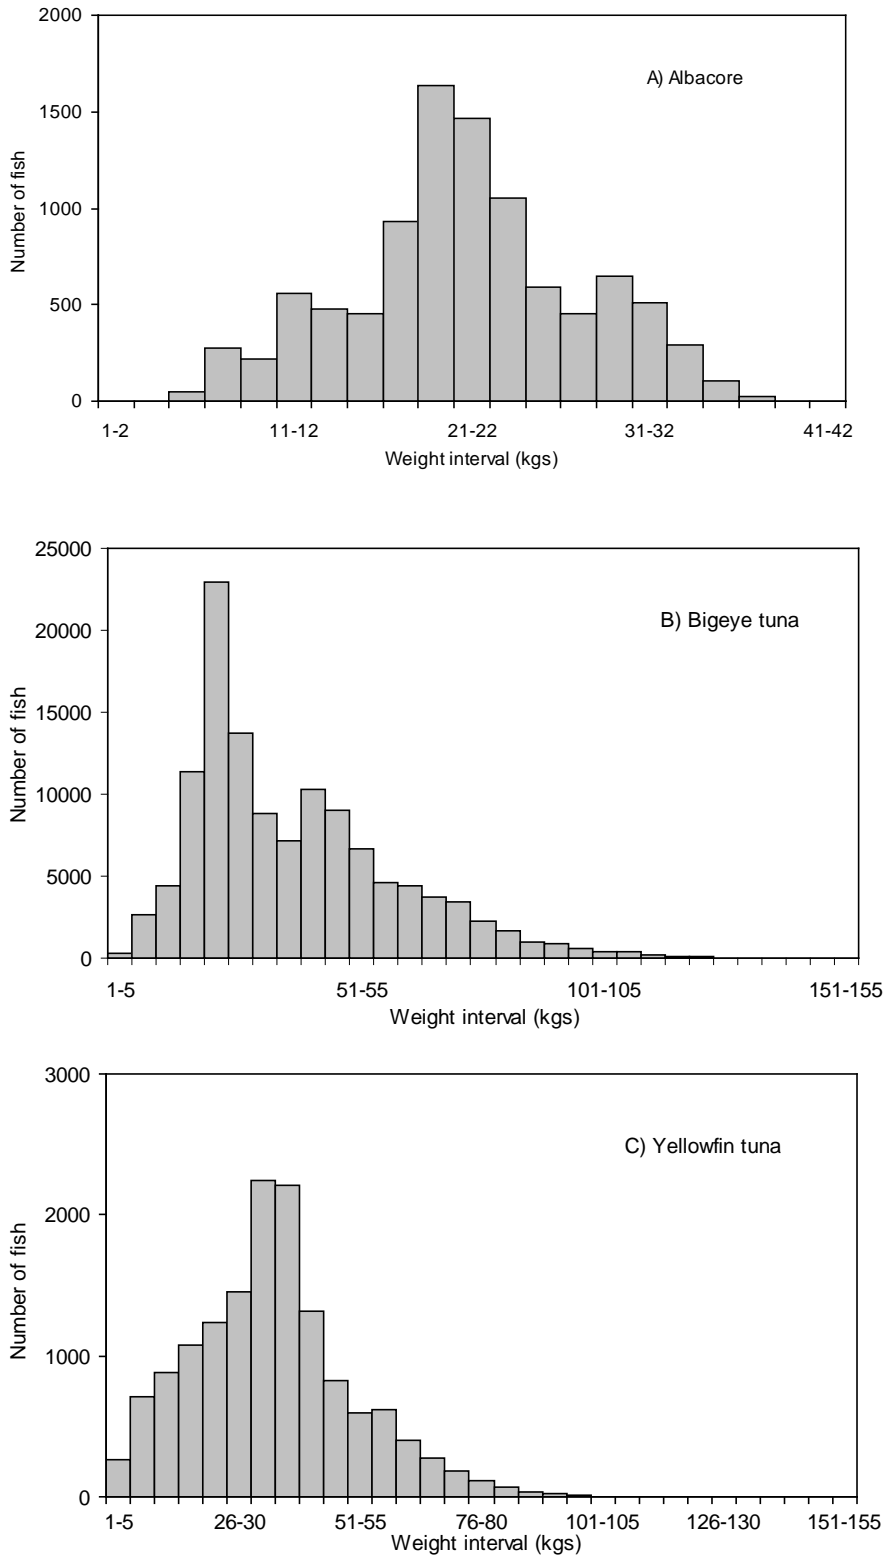 2000
A) Albacore
1500
Number of fish
1000
500
0
1-2 11-12 21-22 31-32 41-42
Weight interval (kgs)
25000
B) Bigeye tuna
20000
15000
Number of fish
10000
5000
0
1-5 51-55 101-105 151-155
Weight interval (kgs)
3000
C) Yellowfin tuna
2000
Number of fish
1000
0
1-5 26-30 51-55 76-80 101-105 126-130 151-155
Weight interval (kgs)